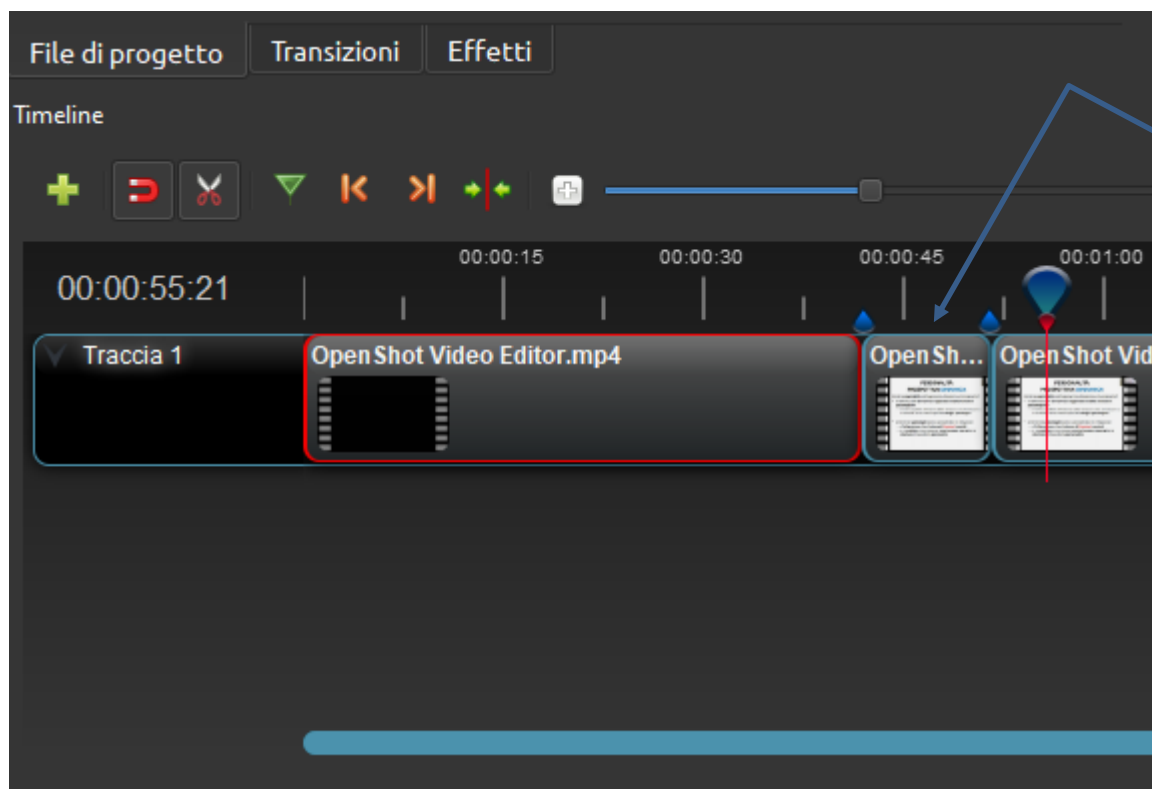 File di progetto Transizioni Effetti
Timeline
00:00:15 00:00:30 00:00:45 00:01:00
00:00:55:21
Traccia 1 OpenShot Video Editor.mp4 OpenSh... OpenShot Vid